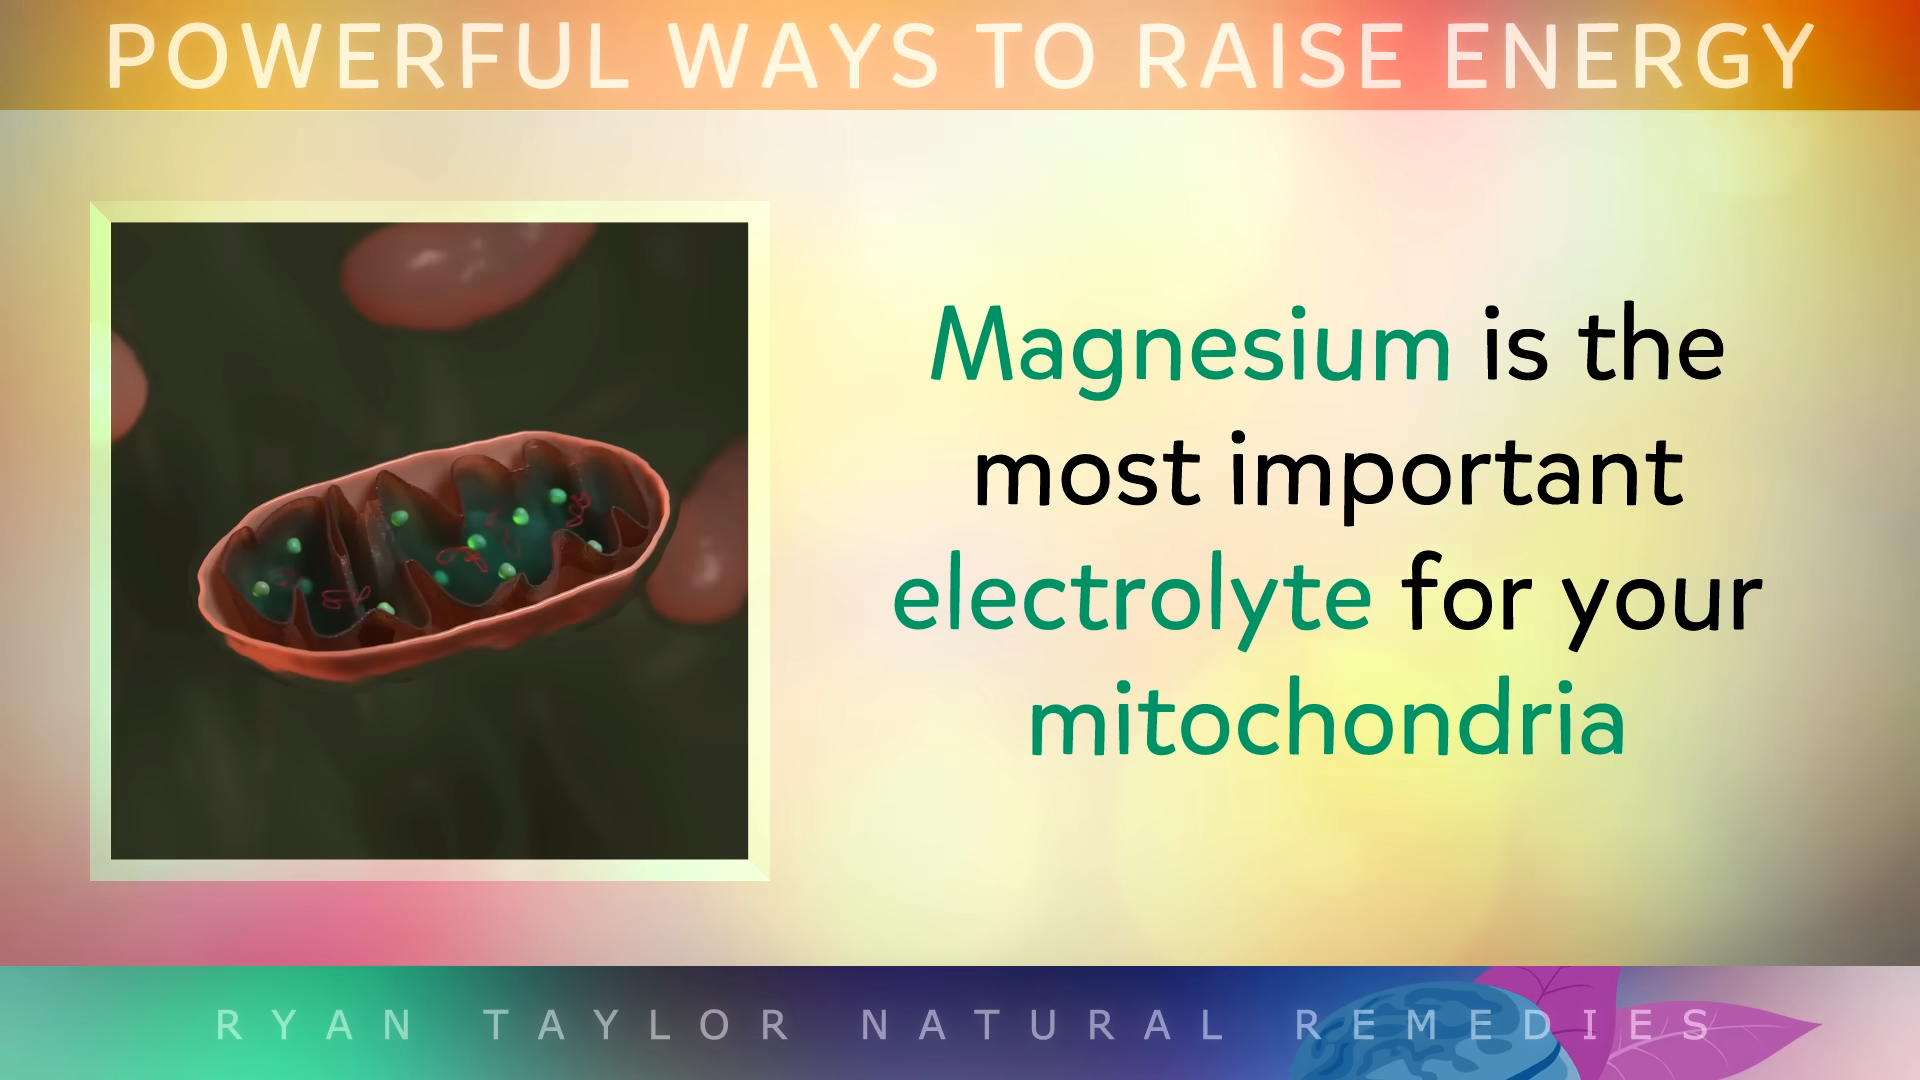 POWERFUL WAYS TO RAISE ENERGY
Magnesium is the
most important
electrolyte for your
mitochondria
RYAN TAYLOR NATURAL REMEDIES